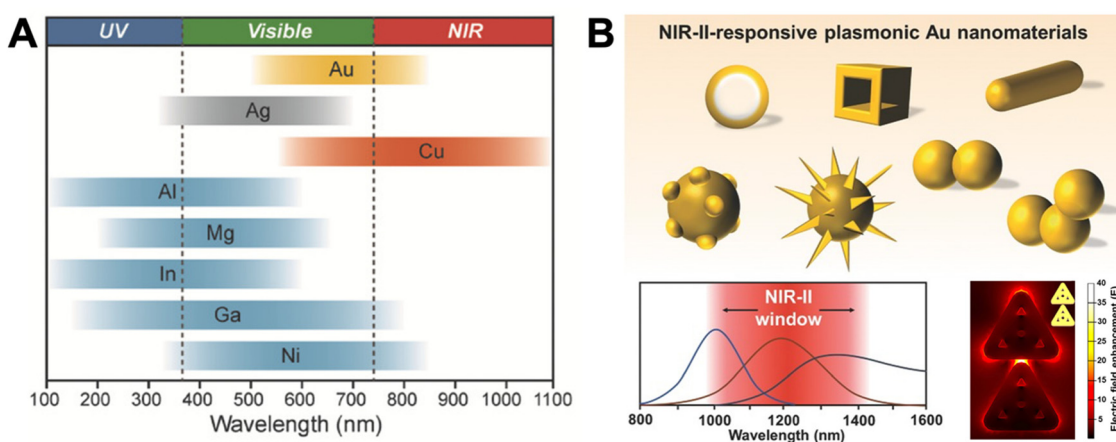 A
UV Visible NIR
Au
Ag
Cu
Al
Mg
In
Ga
Ni
100 200 300 400 500 600 700 800 900 1000 1100
Wavelength (nm)
B
NIR-II-responsive plasmonic Au nanomaterials
NIR-II
window
800 1000 1200 1400 1600
Wavelength (nm)
40
35
30
25
20
15
10
5
0
Electric field enhancement (E)